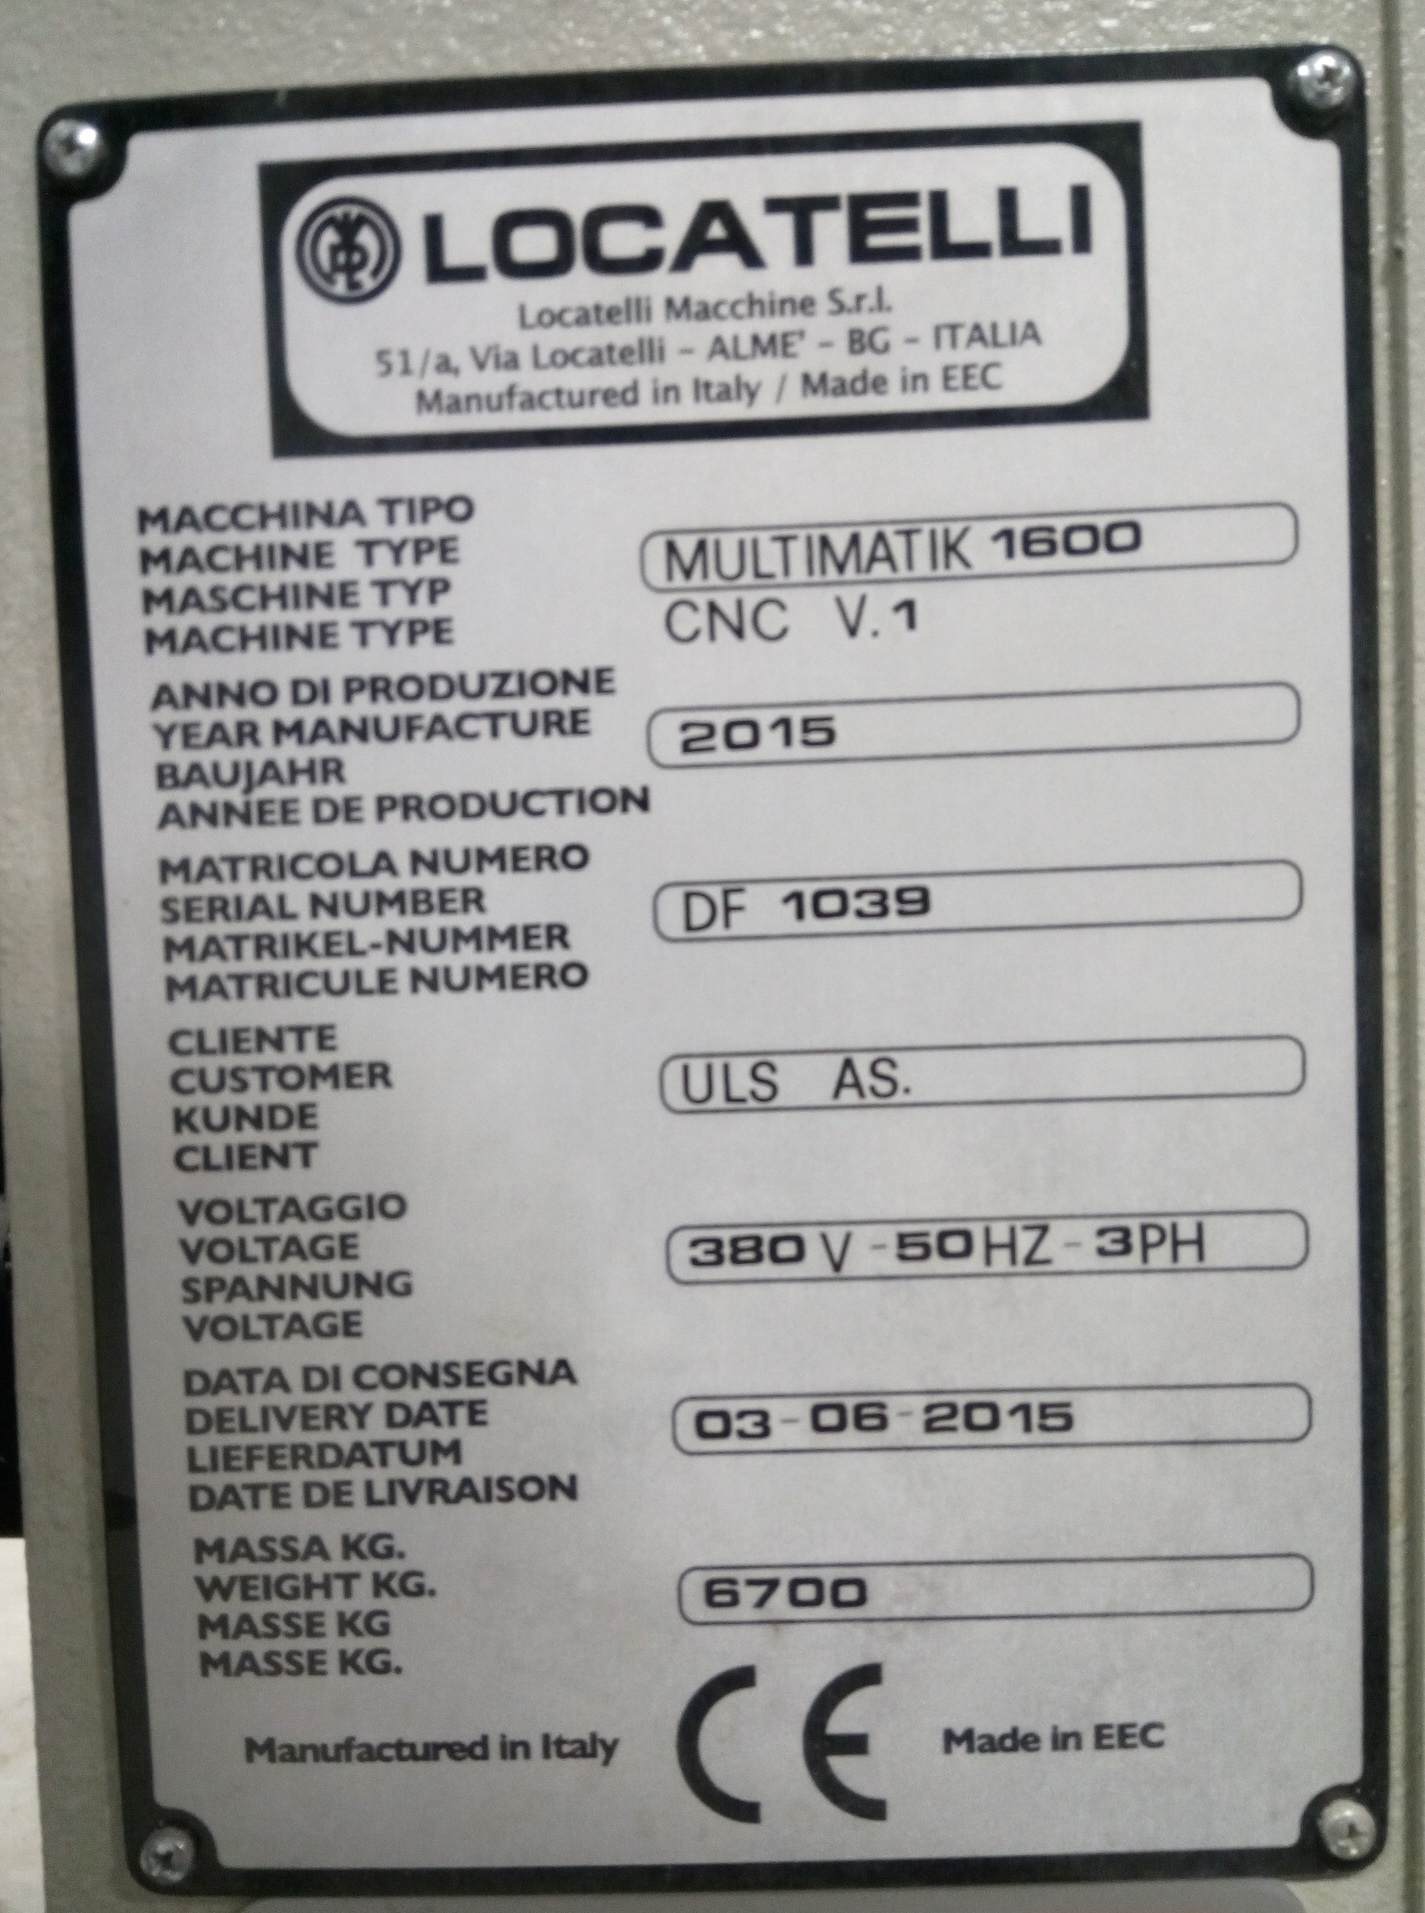 LOCATELLI
Locatelli Macchine S.r.l.
51/a, Via Locatelli – ALME' – BG – ITALIA
Manufactured in Italy / Made in EEC
MACCHINA TIPO
MACHINE TYPE
MASCHINE TYP
MACHINE TYPE
MULTIMATIK 1600
CNC V.1
ANNO DI PRODUZIONE
YEAR MANUFACTURE
BAUJAHR
ANNEE DE PRODUCTION
2015
MATRICOLA NUMERO
SERIAL NUMBER
MATRIKEL-NUMMER
MATRICULE NUMERO
DF 1039
CLIENTE
CUSTOMER
KUNDE
CLIENT
ULS AS.
VOLTAGGIO
VOLTAGE
SPANNUNG
VOLTAGE
380 V - 50 HZ - 3PH
DATA DI CONSEGNA
DELIVERY DATE
LIEFERDATUM
DATE DE LIVRAISON
03-06-2015
MASSA KG.
WEIGHT KG.
MASSE KG
MASSE KG.
6700
Manufactured in Italy CE Made in EEC